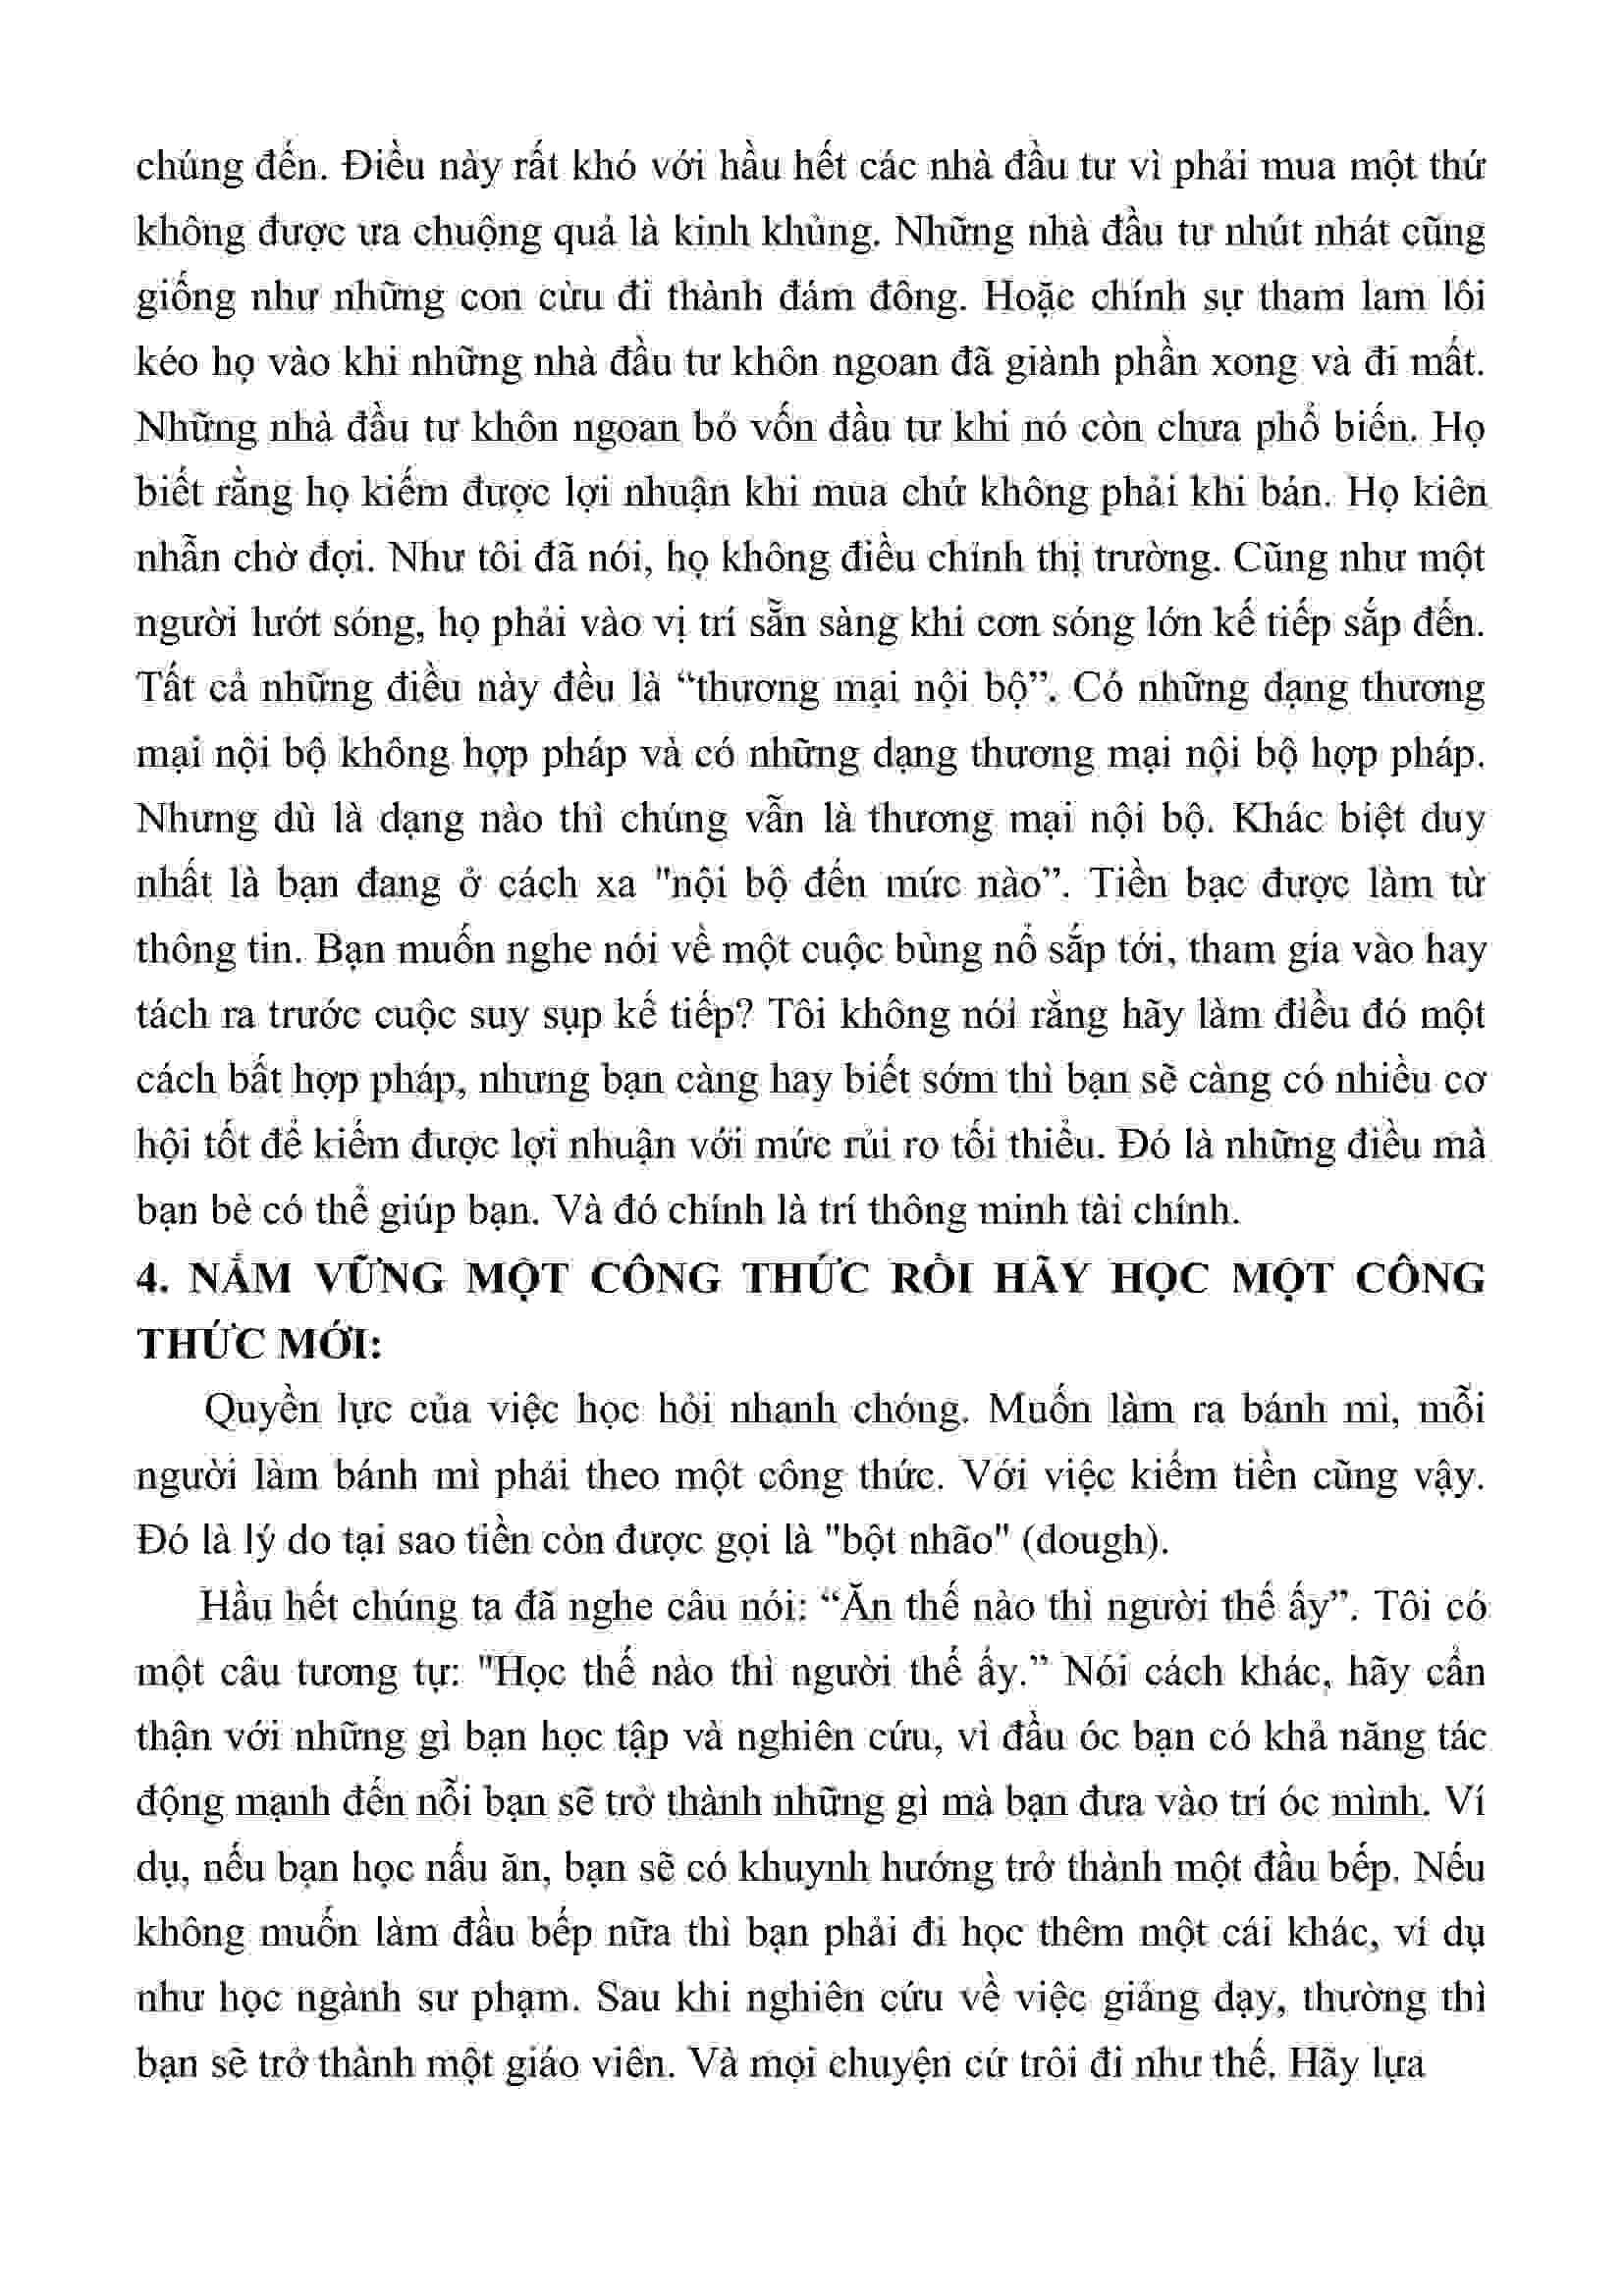 chúng đến. Điều này rất khó với hầu hết các nhà đầu tư vì phải mua một thứ
không được ưa chuộng quả là kinh khủng. Những nhà đầu tư nhút nhát cũng
giống như những con cừu đi thành đám đông. Hoặc chính sự tham lam lôi
kéo họ vào khi những nhà đầu tư khôn ngoan đã giành phần xong và đi mất.
Những nhà đầu tư khôn ngoan bỏ vốn đầu tư khi nó còn chưa phổ biến. Họ
biết rằng họ kiếm được lợi nhuận khi mua chứ không phải khi bán. Họ kiên
nhẫn chờ đợi. Như tôi đã nói, họ không điều chỉnh thị trường. Cũng như một
người lướt sóng, họ phải vào vị trí sẵn sàng khi cơn sóng lớn kế tiếp sắp đến.
Tất cả những điều này đều là “thương mại nội bộ”. Có những dạng thương
mại nội bộ không hợp pháp và có những dạng thương mại nội bộ hợp pháp.
Nhưng dù là dạng nào thì chúng vẫn là thương mại nội bộ. Khác biệt duy
nhất là bạn đang ở cách xa "nội bộ đến mức nào”. Tiền bạc được làm từ
thông tin. Bạn muốn nghe nói về một cuộc bùng nổ sắp tới, tham gia vào hay
tách ra trước cuộc suy sụp kế tiếp? Tôi không nói rằng hãy làm điều đó một
cách bất hợp pháp, nhưng bạn càng hay biết sớm thì bạn sẽ càng có nhiều cơ
hội tốt để kiếm được lợi nhuận với mức rủi ro tối thiểu. Đó là những điều mà
bạn bè có thể giúp bạn. Và đó chính là trí thông minh tài chính.
4. NẮM VỮNG MỘT CÔNG THỨC RỒI HÃY HỌC MỘT CÔNG
THỨC MỚI:
Quyền lực của việc học hỏi nhanh chóng. Muốn làm ra bánh mì, mỗi
người làm bánh mì phải theo một công thức. Với việc kiếm tiền cũng vậy.
Đó là lý do tại sao tiền còn được gọi là "bột nhão" (dough).
Hầu hết chúng ta đã nghe câu nói: “Ăn thế nào thì người thế ấy”. Tôi có
một câu tương tự: "Học thế nào thì người thế ấy.” Nói cách khác, hãy cẩn
thận với những gì bạn học tập và nghiên cứu, vì đầu óc bạn có khả năng tác
động mạnh đến nỗi bạn sẽ trở thành những gì mà bạn đưa vào trí óc mình. Ví
dụ, nếu bạn học nấu ăn, bạn sẽ có khuynh hướng trở thành một đầu bếp. Nếu
không muốn làm đầu bếp nữa thì bạn phải đi học thêm một cái khác, ví dụ
như học ngành sư phạm. Sau khi nghiên cứu về việc giảng dạy, thường thì
bạn sẽ trở thành một giáo viên. Và mọi chuyện cứ trôi đi như thế. Hãy lựa